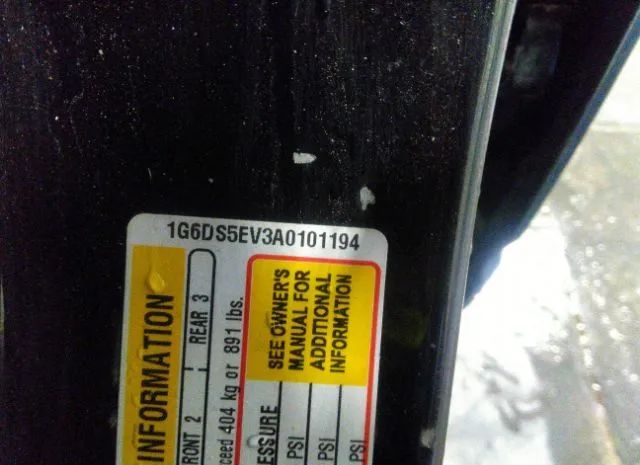 1G6DS5EV3A0101194
INFORMATION
RONT 2 : REAR 3
ceed 404 kg or 891 lbs.
ESSURE
PSI
PSI
PSI
SEE OWNER'S
MANUAL FOR
ADDITIONAL
INFORMATION